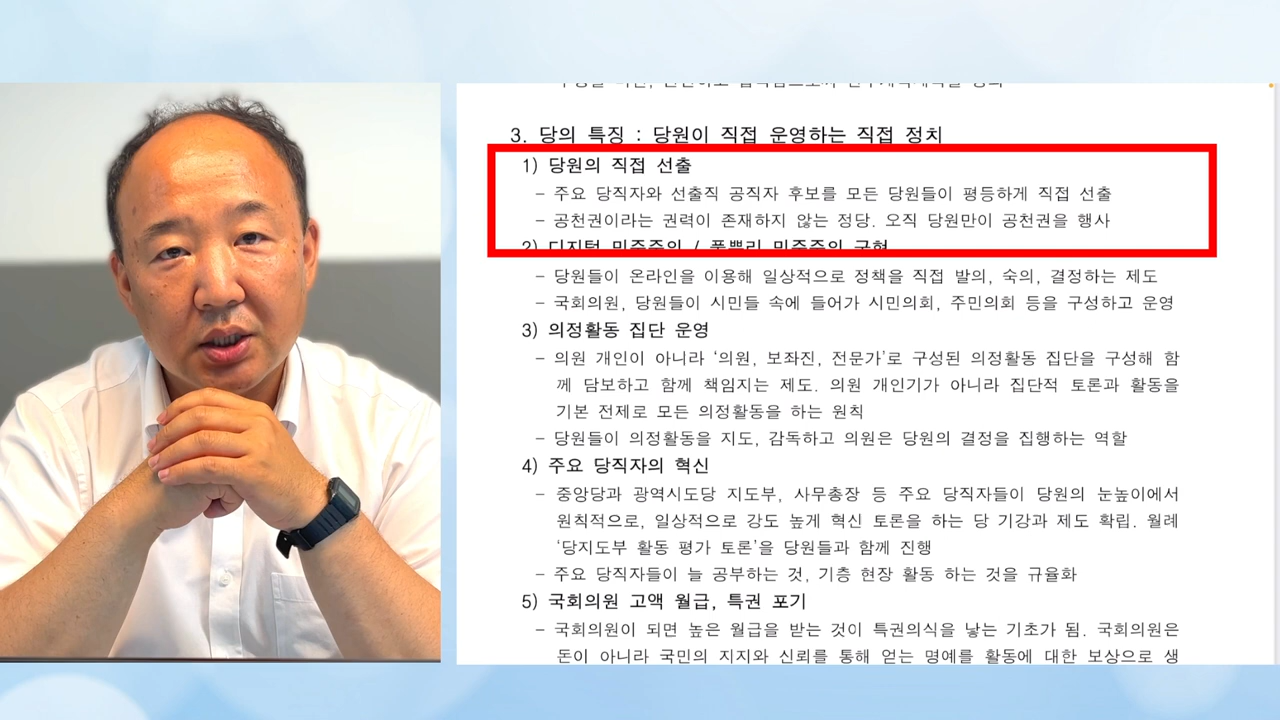 3. 당의 특징 : 당원이 직접 운영하는 직접 정치
1) 당원의 직접 선출
- 주요 당직자와 선출직 공직자 후보를 모든 당원들이 평등하게 직접 선출
- 공천권이라는 권력이 존재하지 않는 정당. 오직 당원만이 공천권을 행사
2) 디지털 민주주의 / 풀뿌리 민주주의 구현
- 당원들이 온라인을 이용해 일상적으로 정책을 직접 발의, 숙의, 결정하는 제도
- 국회의원, 당원들이 시민들 속에 들어가 시민의회, 주민의회 등을 구성하고 운영
3) 의정활동 집단 운영
- 의원 개인이 아니라 ‘의원, 보좌진, 전문가’로 구성된 의정활동 집단을 구성해 함
께 담보하고 함께 책임지는 제도. 의원 개인기가 아니라 집단적 토론과 활동을
기본 전제로 모든 의정활동을 하는 원칙
- 당원들이 의정활동을 지도, 감독하고 의원은 당원의 결정을 집행하는 역할
4) 주요 당직자의 혁신
- 중앙당과 광역시도당 지도부, 사무총장 등 주요 당직자들이 당원의 눈높이에서
원칙적으로, 일상적으로 강도 높게 혁신 토론을 하는 당 기강과 제도 확립. 월례
‘당지도부 활동 평가 토론’을 당원들과 함께 진행
- 주요 당직자들이 늘 공부하는 것, 기층 현장 활동 하는 것을 규율화
5) 국회의원 고액 월급, 특권 포기
- 국회의원이 되면 높은 월급을 받는 것이 특권의식을 낳는 기초가 됨. 국회의원은
돈이 아니라 국민의 지지와 신뢰를 통해 얻는 명예를 활동에 대한 보상으로 생